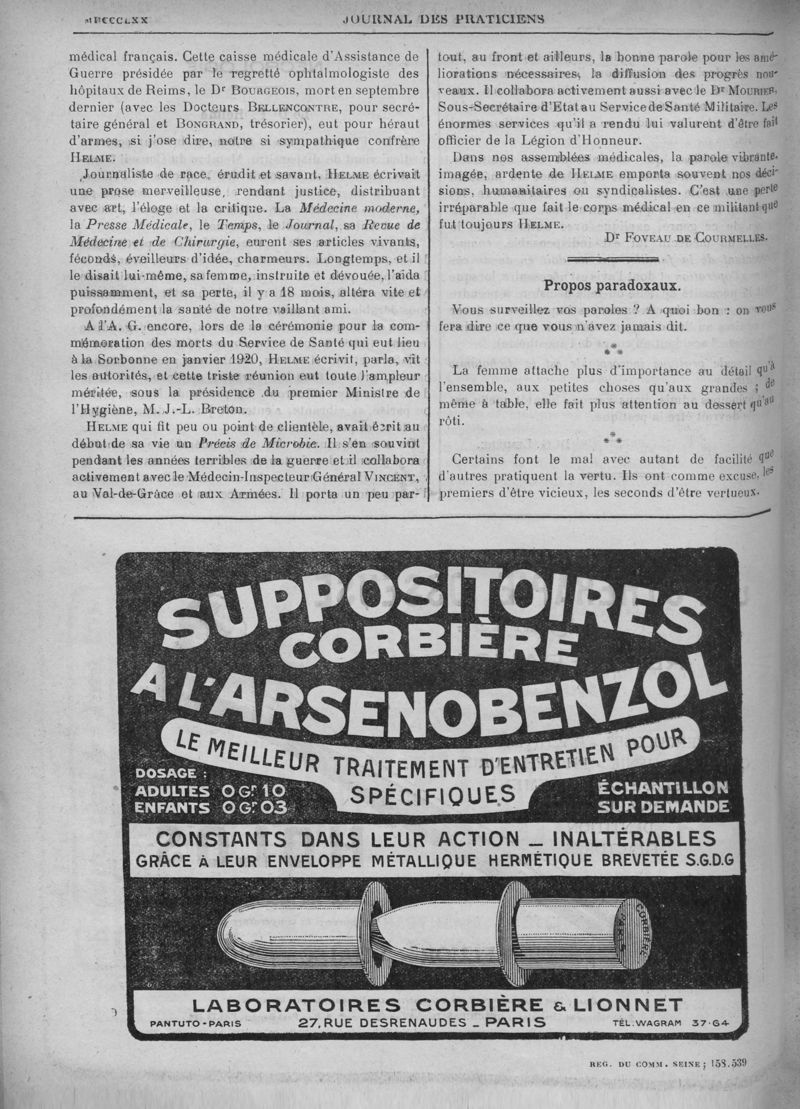 MDCCCLXX
JOURNAL DES PRATICIENS
médical français. Cette caisse médicale d'Assistance de
Guerre présidée par le regretté ophtalmologiste des
hôpitaux de Reims, le Dr BOURGEOIS, mort en septembre
dernier (avec les Docteurs BELLENCONTRE, pour secré-
taire général et BONGRAND, trésorier), eut pour héraut
d'armes, si j'ose dire, notre si sympathique confrère
HELME.
Journaliste de race, érudit et savant, HELME écrivait
une prose merveilleuse, rendant justice, distribuant
avec art, l'éloge et la critique. La Médecine moderne,
la Presse Médicale, le Temps, le Journal, sa Revue de
Médecine et de Chirurgie, eurent ses articles vivants,
féconds, éveilleurs d'idée, charmeurs. Longtemps, et il
le disait lui-même, sa femme, instruite et dévouée, l'aida
puissamment, et sa perte, il y a 18 mois, altéra vite et
profondément la santé de notre vaillant ami.
A l'A. G. encore, lors de la cérémonie pour la com-
mémoration des morts du Service de Santé qui eut lieu
à la Sorbonne en janvier 1920, HELME écrivit, parla, vit
les autorités, et cette triste réunion eut toute l'ampleur
méritée, sous la présidence du premier Ministre de
l'Hygiène, M. J.-L. Breton.
HELME qui fit peu ou point de clientèle, avait écrit au
début de sa vie un Précis de Microbie. Il s'en souvint
pendant les années terribles de la guerre et il collabora
activement avec le Médecin-Inspecteur Général VINCENT,
au Val-de-Grâce et aux Armées. Il porta un peu par-
tout, au front et ailleurs, la bonne parole pour les amé-
liorations nécessaires, la diffusion des progrès nou-
veaux. Il collabora activement aussi avec le Dr MOURIER,
Sous-Secrétaire d'Etat au Service de Santé Militaire. Les
énormes services qu'il a rendu lui valurent d'être fait
officier de la Légion d'Honneur.
Dans nos assemblées médicales, la parole vibrante,
imagée, ardente de HELME emporta souvent nos déci-
sions, humanitaires ou syndicalistes. C'est une perte
irréparable que fait le corps médical en ce militant que
fut toujours HELME.
Dr FOVEAU DE COURMELLES.
Propos paradoxaux.
Vous surveillez vos paroles ? A quoi bon : on vous
fera dire ce que vous n'avez jamais dit.
*
* *
La femme attache plus d'importance au détail qu'à
l'ensemble, aux petites choses qu'aux grandes ; de
même à table, elle fait plus attention au dessert qu'au
rôti.
*
* *
Certains font le mal avec autant de facilité que
d'autres pratiquent la vertu. Ils ont comme excuse, les
premiers d'être vicieux, les seconds d'être vertueux.
SUPPOSITOIRES
CORBIÈRE
A L'ARSENOBENZOL
LE MEILLEUR TRAITEMENT D'ENTRETIEN POUR
SPÉCIFIQUES
DOSAGE :
ADULTES 0 Gr 10
ENFANTS 0 Gr 03
ÉCHANTILLON
SUR DEMANDE
CONSTANTS DANS LEUR ACTION _ INALTÉRABLES
GRÂCE A LEUR ENVELOPPE MÉTALLIQUE HERMÉTIQUE BREVETÉE S.G.D.G
CORBIÈRE
PARIS
LABORATOIRES CORBIÈRE & LIONNET
PANTUTO - PARIS
27, RUE DESRENAUDES _ PARIS
TÉL. WAGRAM 37-64
REG. DU COMM. SEINE ; 158.539